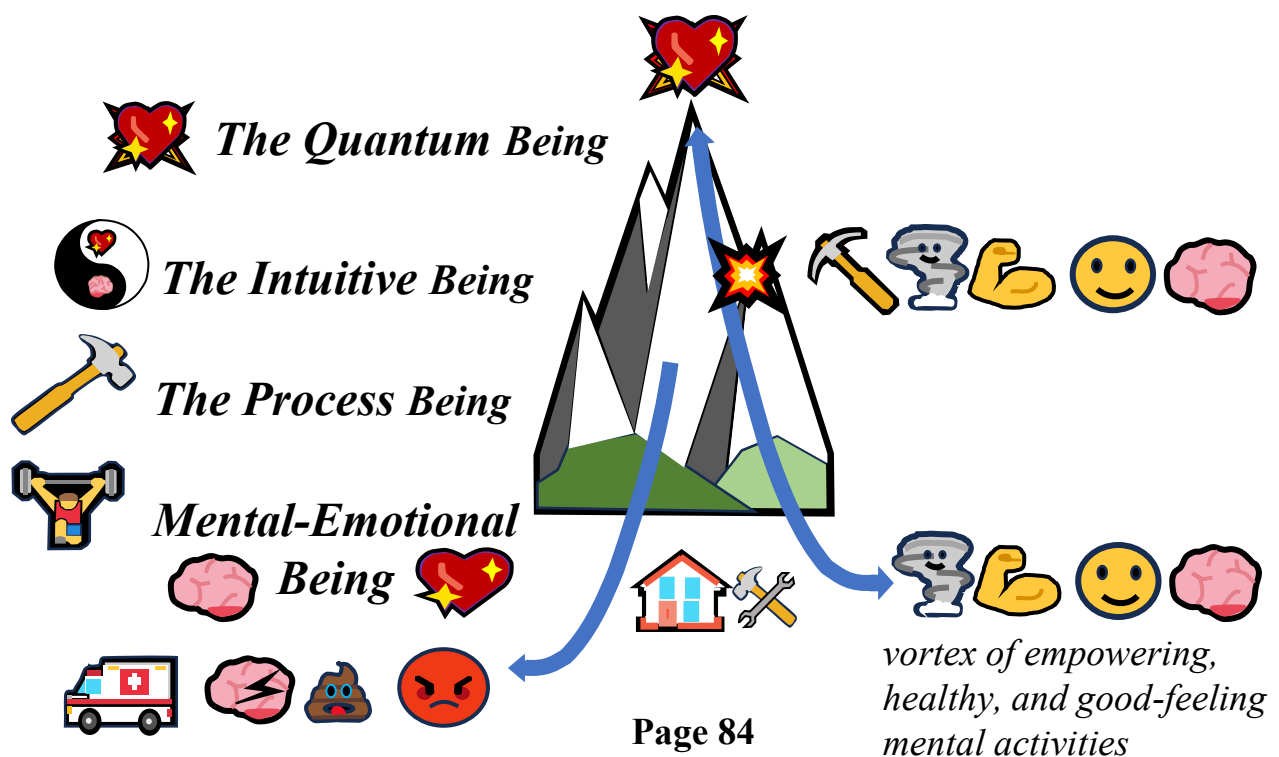 The Quantum Being
The Intuitive Being
The Process Being
Mental-Emotional
Being
Page 84
vortex of empowering,
healthy, and good-feeling
mental activities